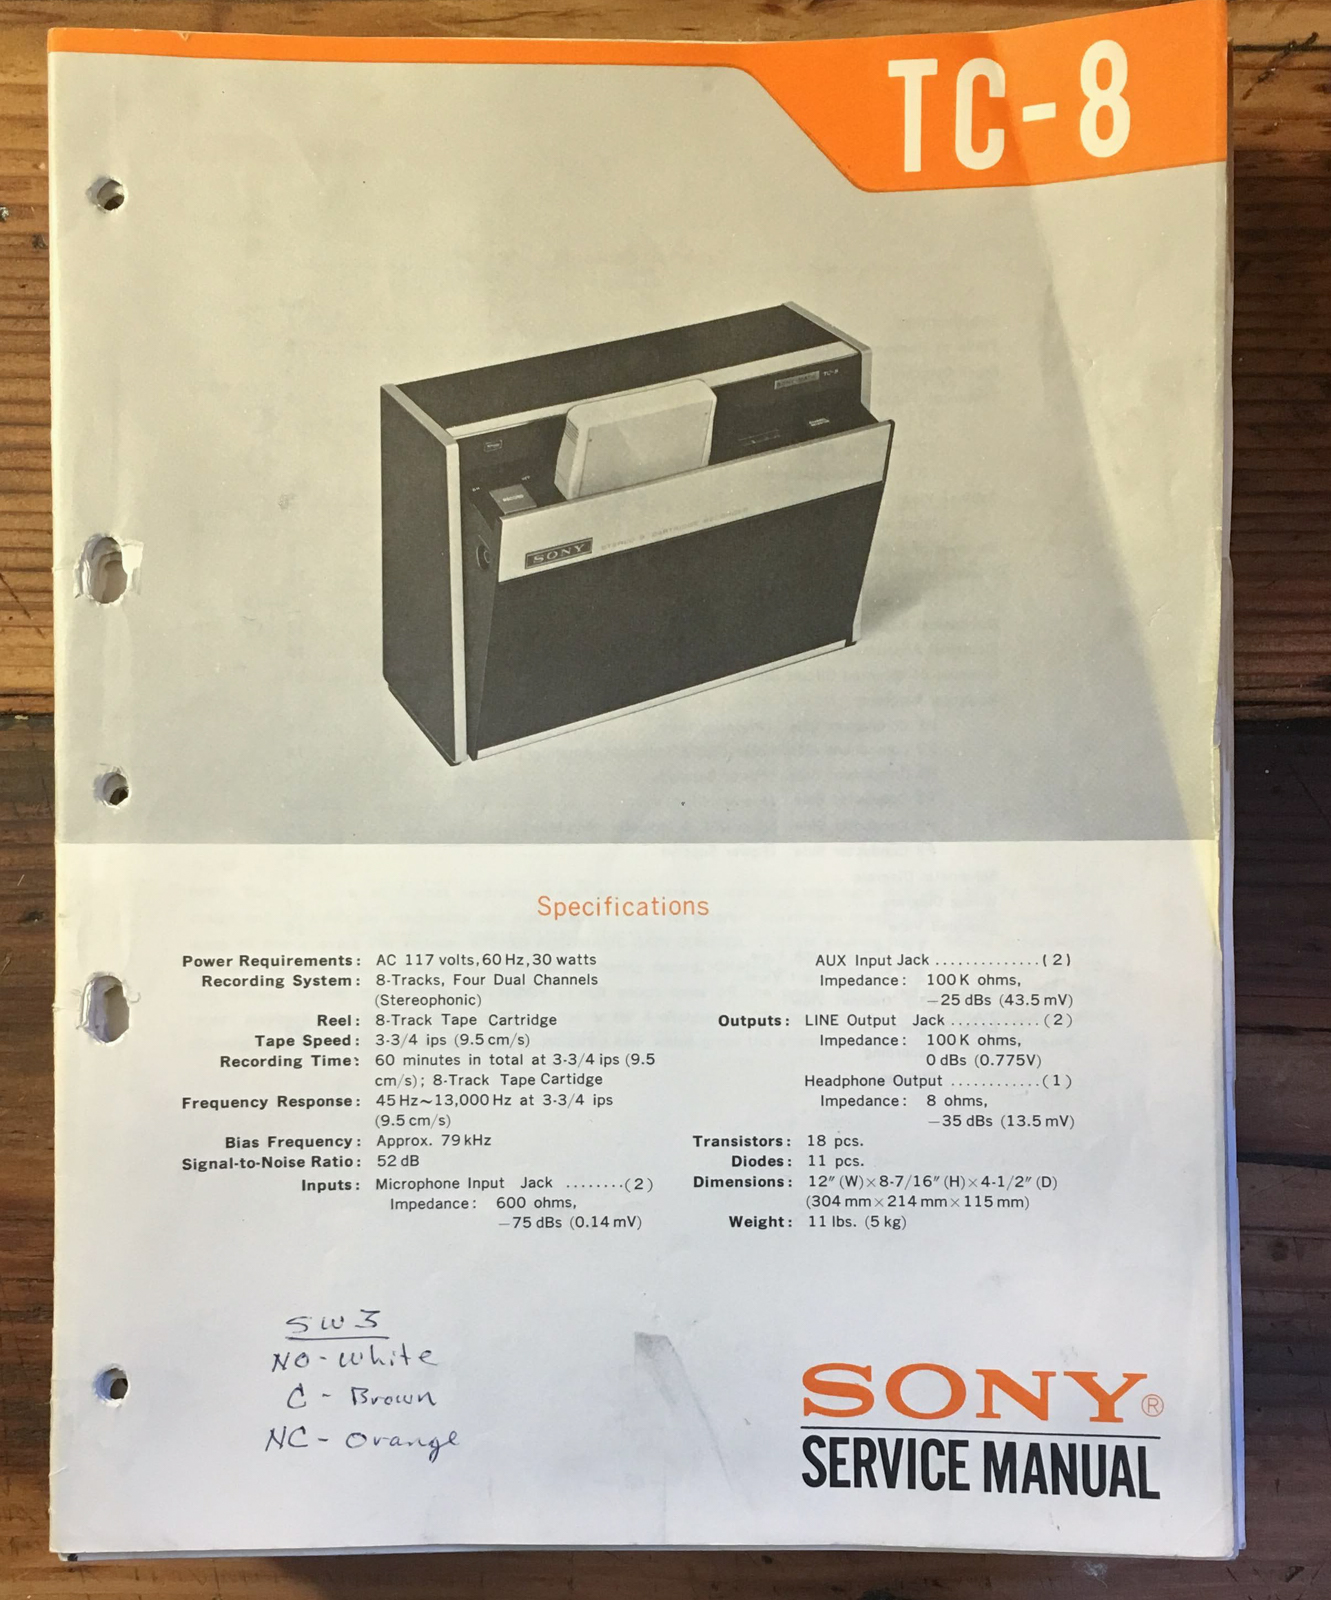 TC-8
TC-8
SONY
Specifications
Power Requirements: AC 117 volts, 60 Hz, 30 watts
Recording System: 8-Tracks, Four Dual Channels
(Stereophonic)
Reel: 8-Track Tape Cartridge
Tape Speed: 3-3/4 ips (9.5 cm/s)
Recording Time: 60 minutes in total at 3-3/4 ips (9.5
cm/s); 8-Track Tape Cartidge
Frequency Response: 45 Hz~13,000 Hz at 3-3/4 ips
(9.5 cm/s)
Bias Frequency: Approx. 79 kHz
Signal-to-Noise Ratio: 52 dB
Inputs: Microphone Input Jack ........(2)
Impedance: 600 ohms,
−75 dBs (0.14 mV)
AUX Input Jack ..............(2)
Impedance: 100 K ohms,
−25 dBs (43.5 mV)
Outputs: LINE Output Jack ............(2)
Impedance: 100 K ohms,
0 dBs (0.775V)
Headphone Output ............(1)
Impedance: 8 ohms,
−35 dBs (13.5 mV)
Transistors: 18 pcs.
Diodes: 11 pcs.
Dimensions: 12″ (W)×8-7/16″ (H)×4-1/2″ (D)
(304 mm×214 mm×115 mm)
Weight: 11 lbs. (5 kg)
SW3
NO - White
C - Brown
NC - Orange
SONY®
SERVICE MANUAL